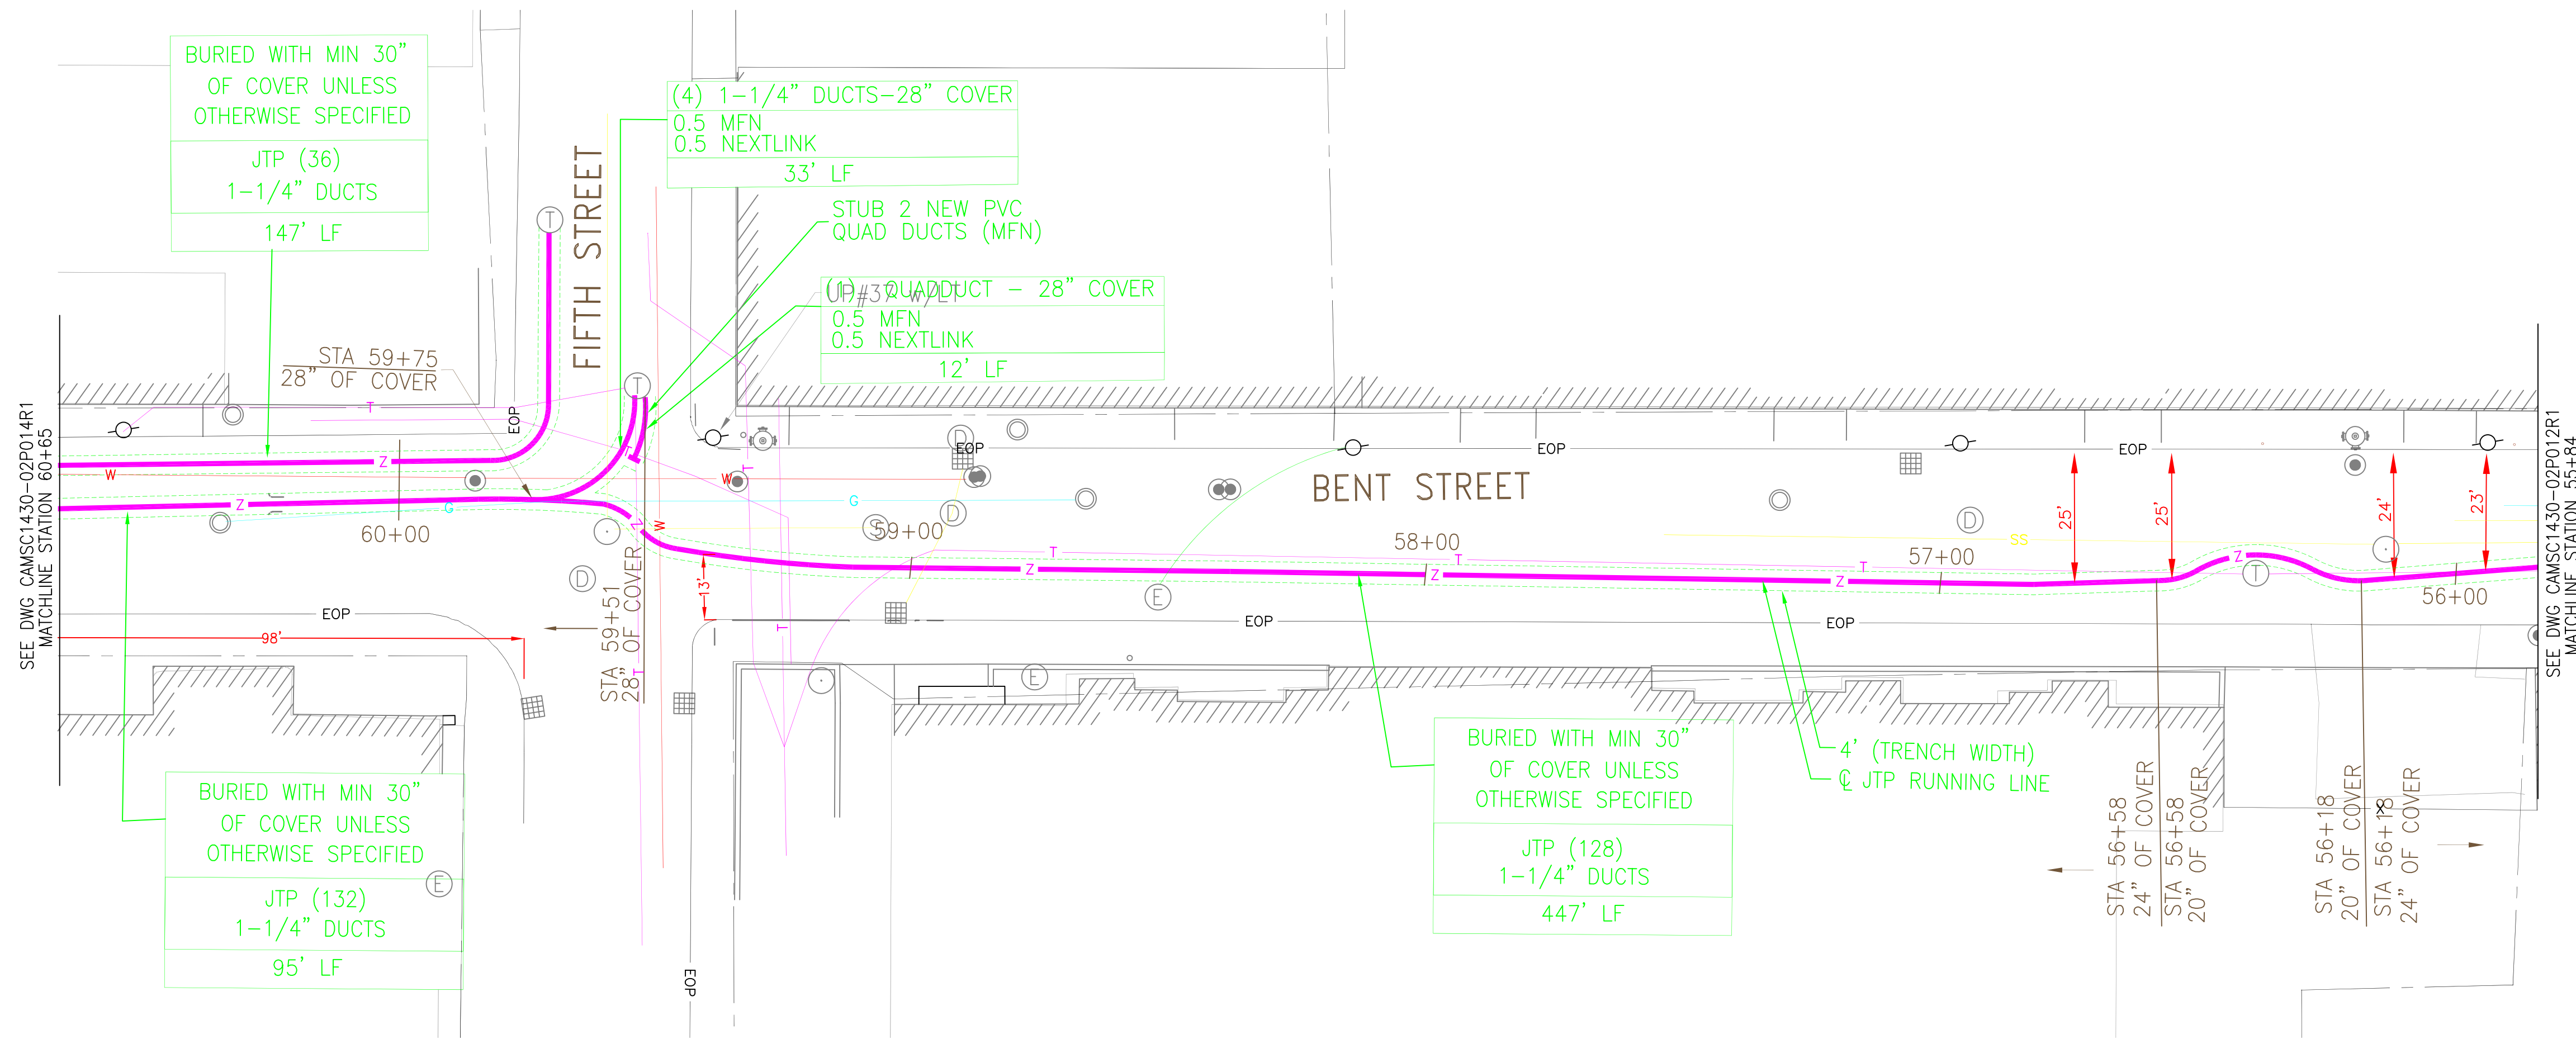 BURIED WITH MIN 30"
OF COVER UNLESS
OTHERWISE SPECIFIED
JTP (36)
1-1/4" DUCTS
147' LF
(4) 1-1/4" DUCTS-28" COVER
0.5 MFN
0.5 NEXTLINK
33' LF
STUB 2 NEW PVC
QUAD DUCTS (MFN)
UP#37 w/LT
(1) QUADDUCT - 28" COVER
0.5 MFN
0.5 NEXTLINK
12' LF
FIFTH STREET
T
T
STA 59+75
28" OF COVER
SEE DWG CAMSC1430-02P014R1
MATCHLINE STATION 60+65
T
EOP
Z
W
Z
G
60+00
EOP
98'
D
Z
W
W
T
T
T
T
13'
STA 59+51
28" OF COVER
G
S
59+00
D
D
EOP
EOP
EOP
BENT STREET
58+00
57+00
56+00
T
T
T
Z
Z
Z
Z
E
E
E
D
SS
T
25'
25'
24'
23'
EOP
EOP
EOP
SEE DWG CAMSC1430-02P012R1
MATCHLINE STATION 55+84
BURIED WITH MIN 30"
OF COVER UNLESS
OTHERWISE SPECIFIED
JTP (132)
1-1/4" DUCTS
95' LF
BURIED WITH MIN 30"
OF COVER UNLESS
OTHERWISE SPECIFIED
JTP (128)
1-1/4" DUCTS
447' LF
4' (TRENCH WIDTH)
℄ JTP RUNNING LINE
STA 56+58
24" OF COVER
STA 56+58
20" OF COVER
STA 56+18
20" OF COVER
STA 56+18
24" OF COVER
X